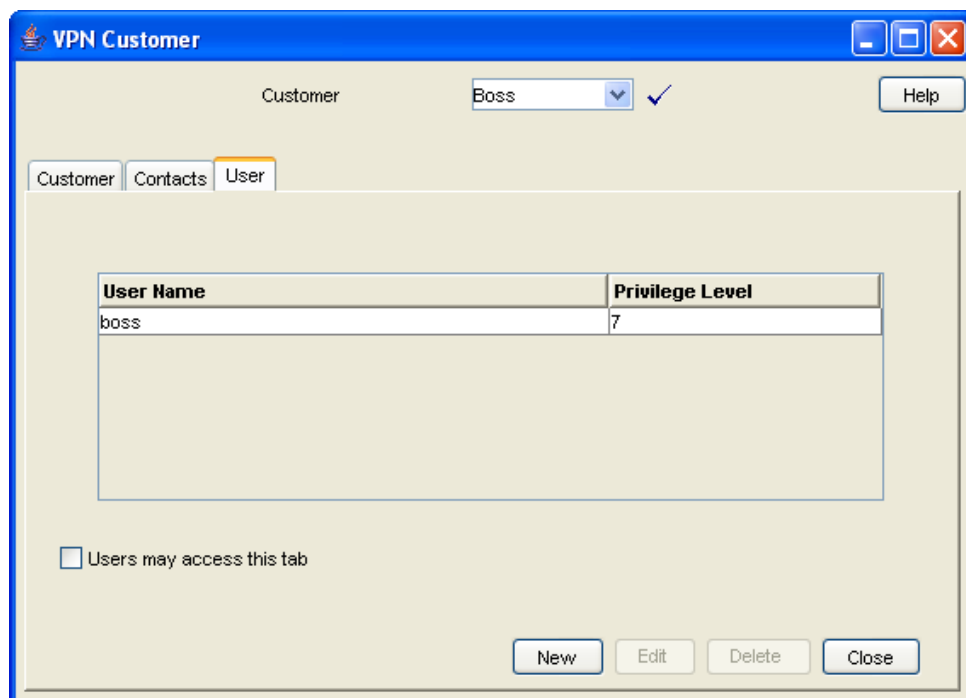 VPN Customer
Customer Boss Help
Customer Contacts User
User Name Privilege Level
boss 7
Users may access this tab
New Edit Delete Close